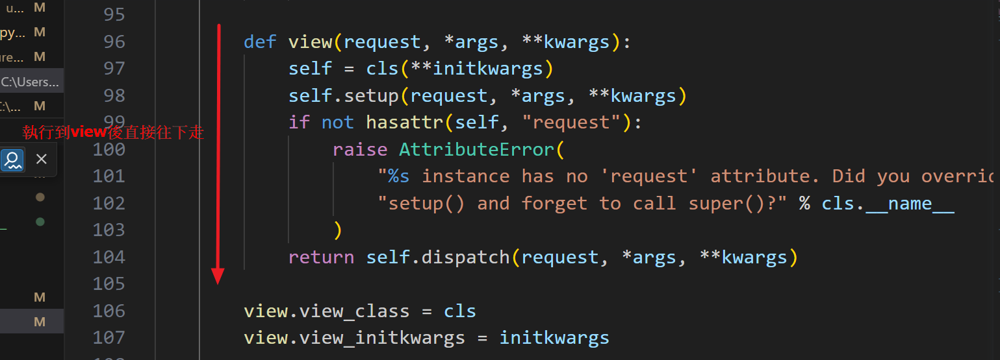 u... M
95
py... M
96 def view(request, *args, **kwargs):
ure... M
97 self = cls(**initkwargs)
C:\Users...
98 self.setup(request, *args, **kwargs)
:\... M
99 if not hasattr(self, "request"):
執行到view後直接往下走
100 raise AttributeError(
101 "%s instance has no 'request' attribute. Did you overrid
102 "setup() and forget to call super()?" % cls.__name__
103 )
104 return self.dispatch(request, *args, **kwargs)
105
M
106 view.view_class = cls
M
107 view.view_initkwargs = initkwargs